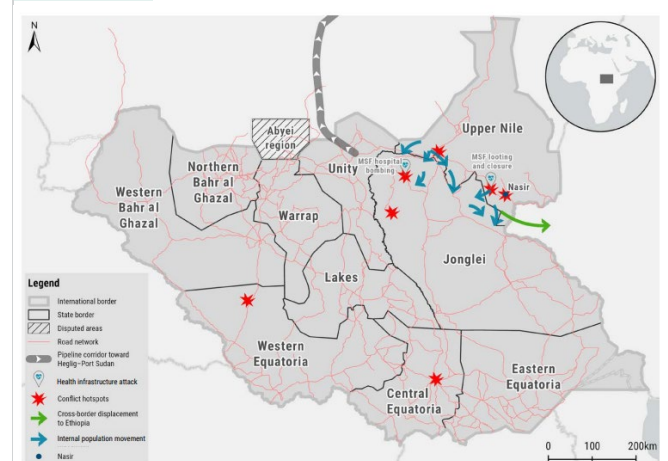 N
Abyei
region
Upper Nile
MSF hospital
bombing
MSF looting
and closure
Nasir
Northern
Bahr al
Ghazal
Unity
Western
Bahr al
Ghazal
Warrap
Jonglei
Lakes
Western
Equatoria
Central
Equatoria
Eastern
Equatoria
Legend
International border
State border
Disputed areas
Road network
Pipeline corridor toward
Heglig–Port Sudan
Health infrastructure attack
Conflict hotspots
Cross-border displacement
to Ethiopia
Internal population movement
Nasir
0 100 200km